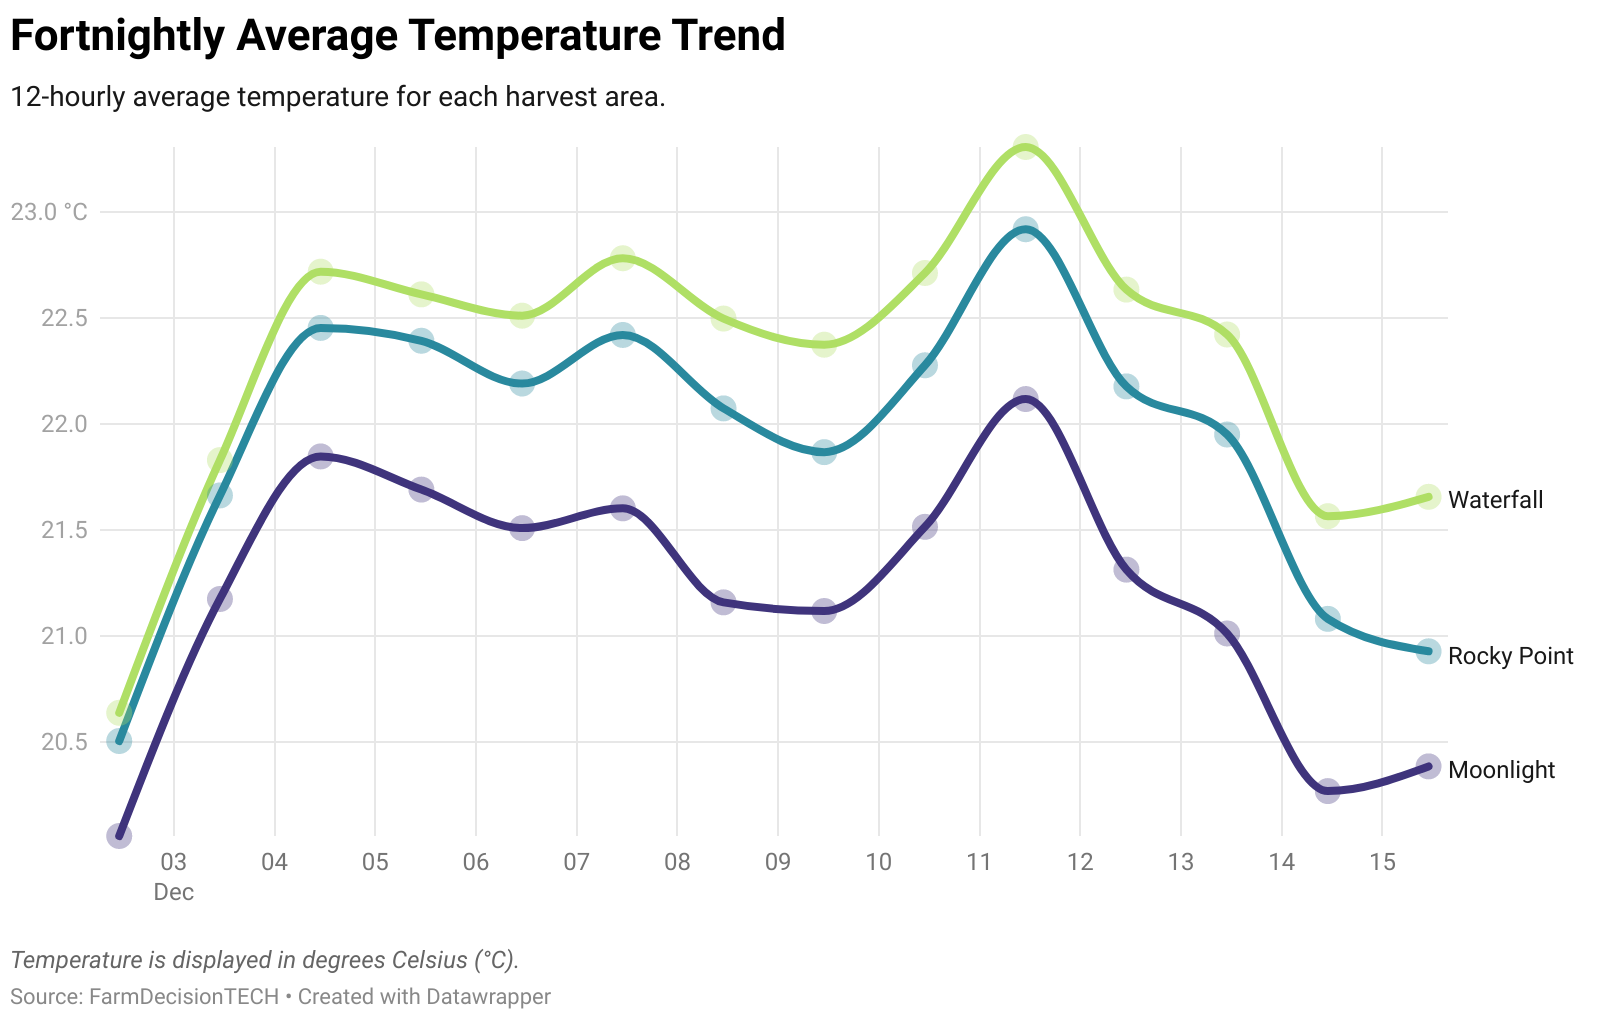 Fortnightly Average Temperature Trend
12-hourly average temperature for each harvest area.
23.0 °C
22.5
22.0
21.5
21.0
20.5
Waterfall
Rocky Point
Moonlight
03 04 05 06 07 08 09 10 11 12 13 14 15
Dec
Temperature is displayed in degrees Celsius (°C).
Source: FarmDecisionTECH • Created with Datawrapper